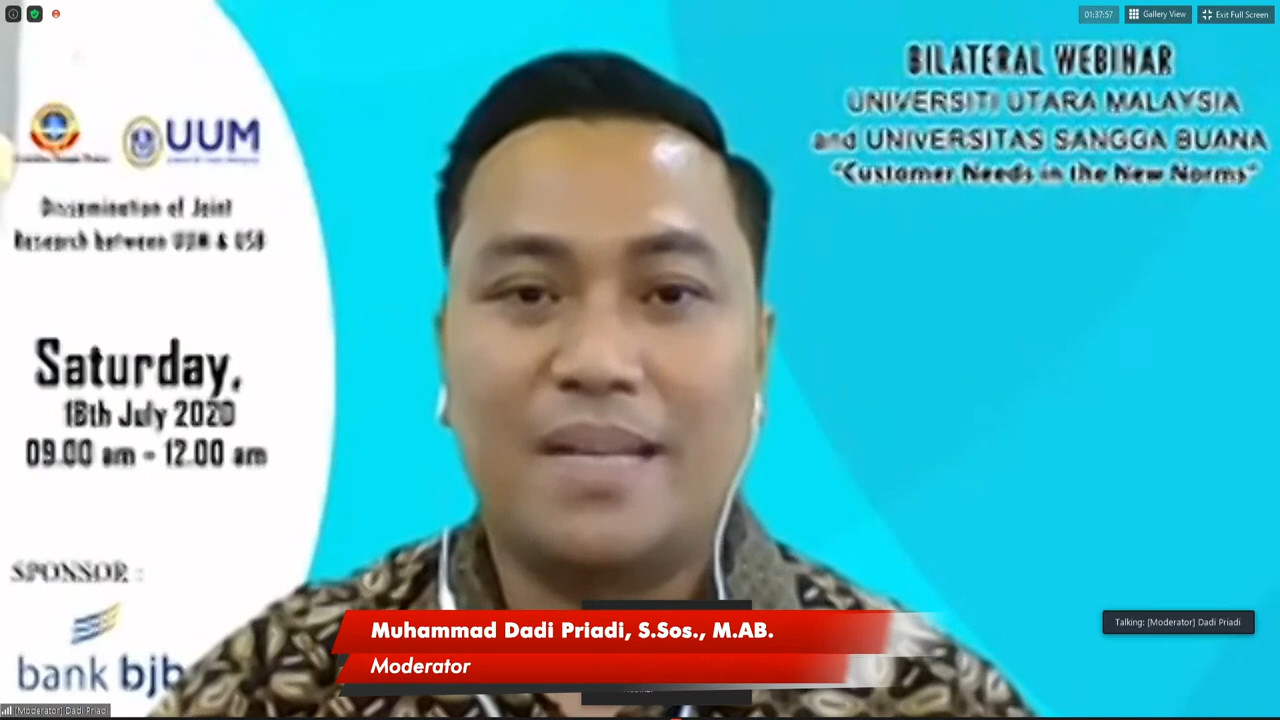 01:37:57
Gallery View
Exit Full Screen
BILATERAL WEBINAR
UNIVERSITI UTARA MALAYSIA
and UNIVERSITAS SANGGA BUANA
"Customer Needs in the New Norms"
UUM
Dissemination of Joint
Research between UUM & USB
Saturday,
18th July 2020
09.00 am - 12.00 am
SPONSOR :
bank bjb
Muhammad Dadi Priadi, S.Sos., M.AB.
Moderator
Talking: [Moderator] Dadi Priadi
[Moderator] Dadi Priadi